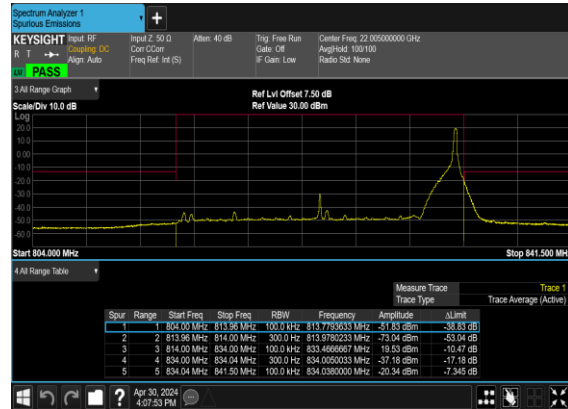 Spectrum Analyzer 1
Spurious Emissions
KEYSIGHT Input: RF Input Z: 50 Ω Atten: 40 dB Trig: Free Run Center Freq: 22.005000000 GHz
R T Coupling: DC Corr CCorr Gate: Off Avg|Hold: 100/100
Align: Auto Freq Ref: Int (S) IF Gain: Low Radio Std: None
PASS
3 All Range Graph
Ref Lvl Offset 7.50 dB
Scale/Div 10.0 dB Ref Value 30.00 dBm
Log
20.0
10.0
0.00
-10.0
-20.0
-30.0
-40.0
-50.0
-60.0
Start 804.000 MHz Stop 841.500 MH
4 All Range Table
Measure Trace Trace 1
Trace Type Trace Average (Active)
Spur Range Start Freq Stop Freq RBW Frequency Amplitude ΔLimit
1 1 804.00 MHz 813.96 MHz 100.0 kHz 813.7793633 MHz -51.83 dBm -38.83 dB
2 2 813.96 MHz 814.00 MHz 300.0 Hz 813.9780233 MHz -73.04 dBm -53.04 dB
3 3 814.00 MHz 834.00 MHz 100.0 kHz 833.4666667 MHz 19.53 dBm -10.47 dB
4 4 834.00 MHz 834.04 MHz 300.0 Hz 834.0050033 MHz -37.18 dBm -17.18 dB
5 5 834.04 MHz 841.50 MHz 100.0 kHz 834.0380000 MHz -20.34 dBm -7.345 dB
Apr 30, 2024
4:07:53 PM